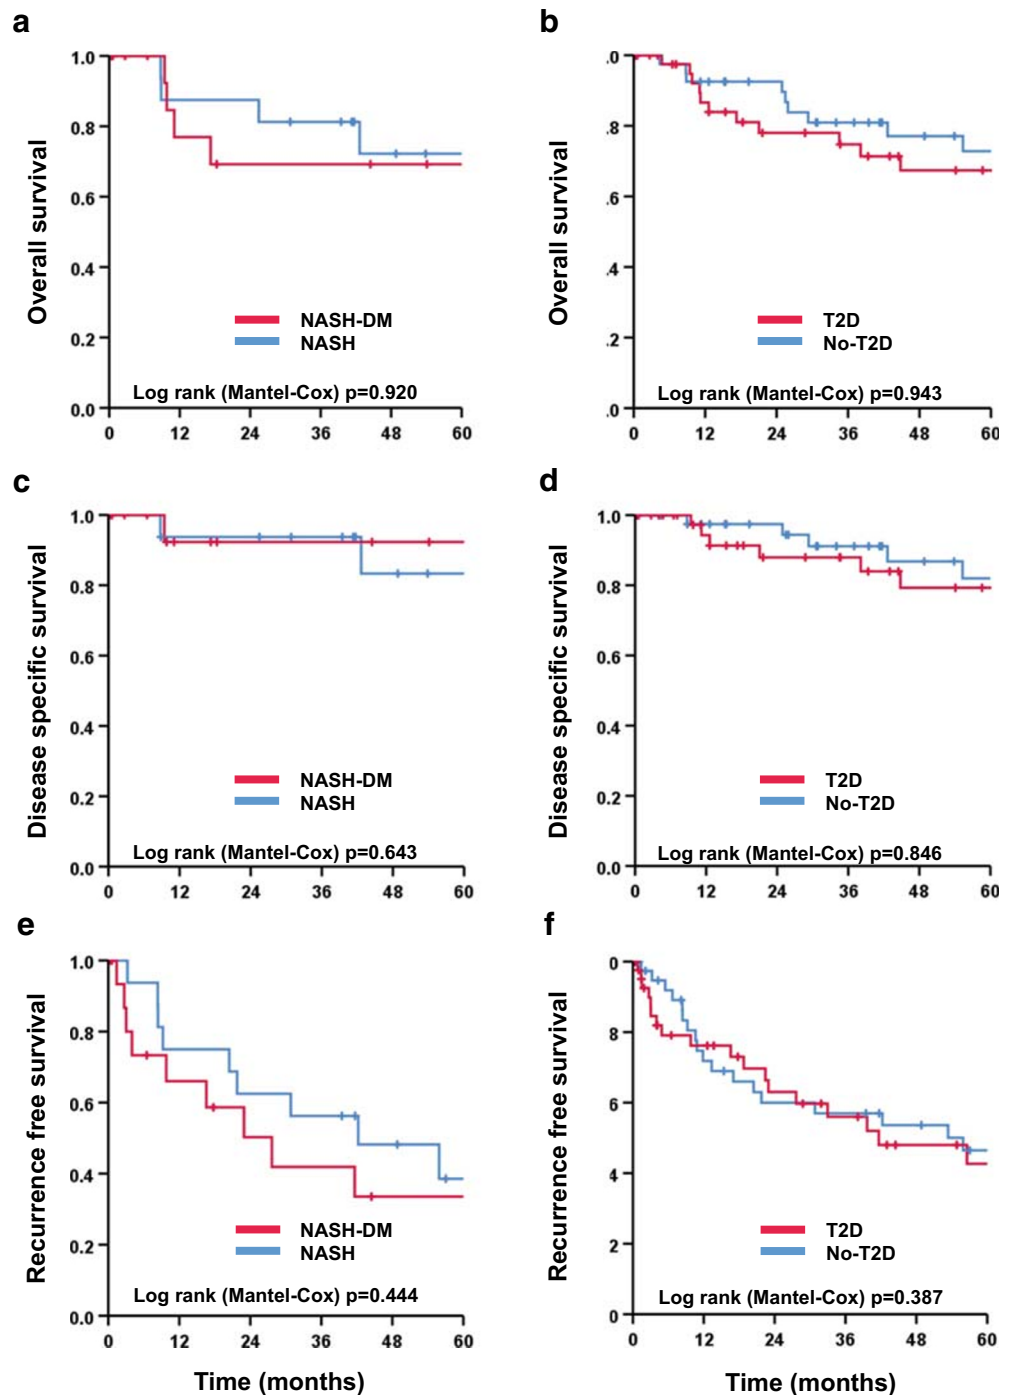 a
Overall survival
1.0
0.8
0.6
0.4
0.2
0.0
NASH-DM
NASH
Log rank (Mantel-Cox) p=0.920
0 12 24 36 48 60
b
Overall survival
.0
.8
.6
.4
.2
.0
T2D
No-T2D
Log rank (Mantel-Cox) p=0.943
0 12 24 36 48 60
c
Disease specific survival
1.0
0.8
0.6
0.4
0.2
0.0
NASH-DM
NASH
Log rank (Mantel-Cox) p=0.643
0 12 24 36 48 60
d
Disease specific survival
1.0
0.8
0.6
0.4
0.2
0.0
T2D
No-T2D
Log rank (Mantel-Cox) p=0.846
0 12 24 36 48 60
e
Recurrence free survival
1.0
0.8
0.6
0.4
0.2
0.0
NASH-DM
NASH
Log rank (Mantel-Cox) p=0.444
0 12 24 36 48 60
Time (months)
f
Recurrence free survival
0
8
6
4
2
0
T2D
No-T2D
Log rank (Mantel-Cox) p=0.387
0 12 24 36 48 60
Time (months)